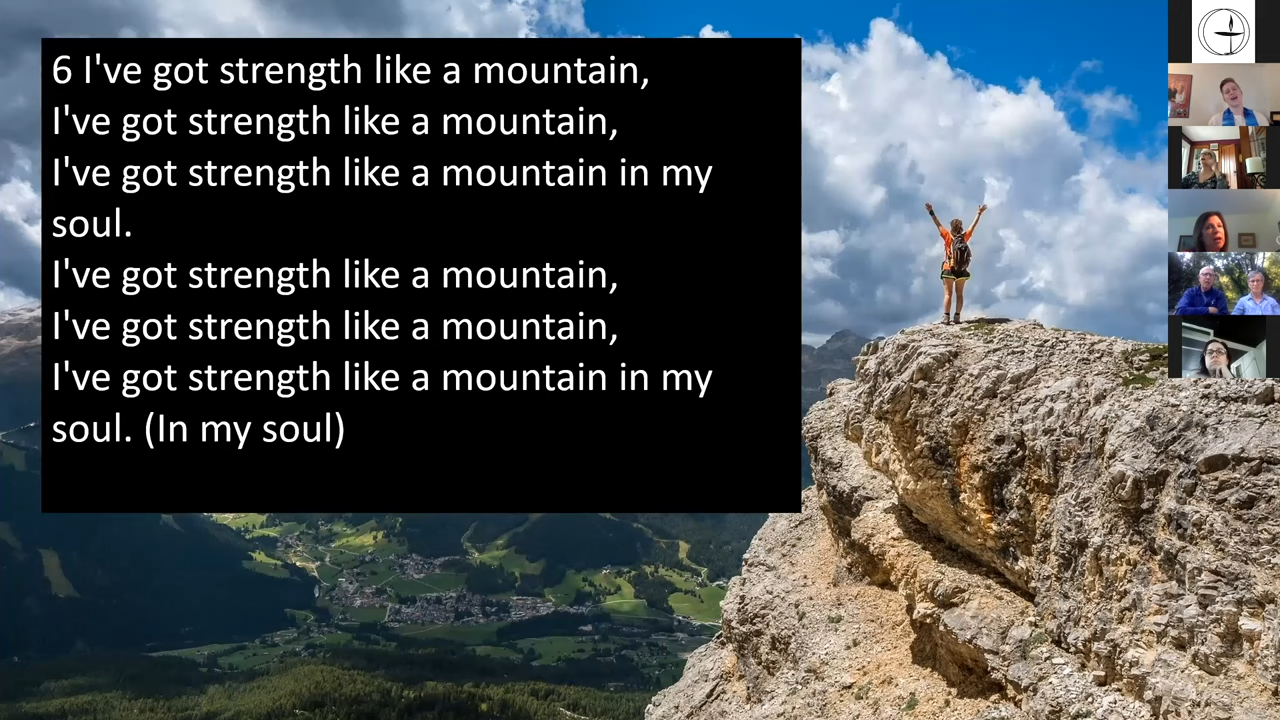 6 I've got strength like a mountain,
I've got strength like a mountain,
I've got strength like a mountain in my
soul.
I've got strength like a mountain,
I've got strength like a mountain,
I've got strength like a mountain in my
soul. (In my soul)